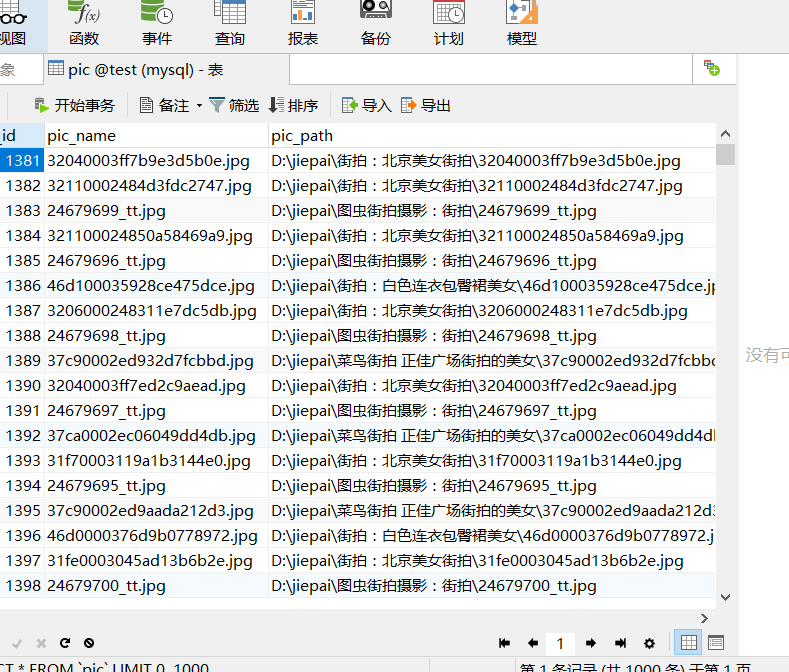 视图 函数 事件 查询 报表 备份 计划 模型
象 pic @test (mysql) - 表
开始事务 备注 筛选 排序 导入 导出
_id pic_name pic_path
1381 32040003ff7b9e3d5b0e.jpg D:\jiepai\街拍：北京美女街拍\32040003ff7b9e3d5b0e.jpg
1382 32110002484d3fdc2747.jpg D:\jiepai\街拍：北京美女街拍\32110002484d3fdc2747.jpg
1383 24679699_tt.jpg D:\jiepai\图虫街拍摄影：街拍\24679699_tt.jpg
1384 321100024850a58469a9.jpg D:\jiepai\街拍：北京美女街拍\321100024850a58469a9.jpg
1385 24679696_tt.jpg D:\jiepai\图虫街拍摄影：街拍\24679696_tt.jpg
1386 46d100035928ce475dce.jpg D:\jiepai\街拍：白色连衣包臀裙美女\46d100035928ce475dce.jp
1387 3206000248311e7dc5db.jpg D:\jiepai\街拍：北京美女街拍\3206000248311e7dc5db.jpg
1388 24679698_tt.jpg D:\jiepai\图虫街拍摄影：街拍\24679698_tt.jpg
1389 37c90002ed932d7fcbbd.jpg D:\jiepai\菜鸟街拍 正佳广场街拍的美女\37c90002ed932d7fcbbd
没有可
1390 32040003ff7ed2c9aead.jpg D:\jiepai\街拍：北京美女街拍\32040003ff7ed2c9aead.jpg
1391 24679697_tt.jpg D:\jiepai\图虫街拍摄影：街拍\24679697_tt.jpg
1392 37ca0002ec06049dd4db.jpg D:\jiepai\菜鸟街拍 正佳广场街拍的美女\37ca0002ec06049dd4d
1393 31f70003119a1b3144e0.jpg D:\jiepai\街拍：北京美女街拍\31f70003119a1b3144e0.jpg
1394 24679695_tt.jpg D:\jiepai\图虫街拍摄影：街拍\24679695_tt.jpg
1395 37c90002ed9aada212d3.jpg D:\jiepai\菜鸟街拍 正佳广场街拍的美女\37c90002ed9aada212d3
1396 46d0000376d9b0778972.jpg D:\jiepai\街拍：白色连衣包臀裙美女\46d0000376d9b0778972.j
1397 31fe0003045ad13b6b2e.jpg D:\jiepai\街拍：北京美女街拍\31fe0003045ad13b6b2e.jpg
1398 24679700_tt.jpg D:\jiepai\图虫街拍摄影：街拍\24679700_tt.jpg
1
CT * FROM `pic` LIMIT 0, 1000 第 1 条记录 (共 1000 条) 于第 1 页